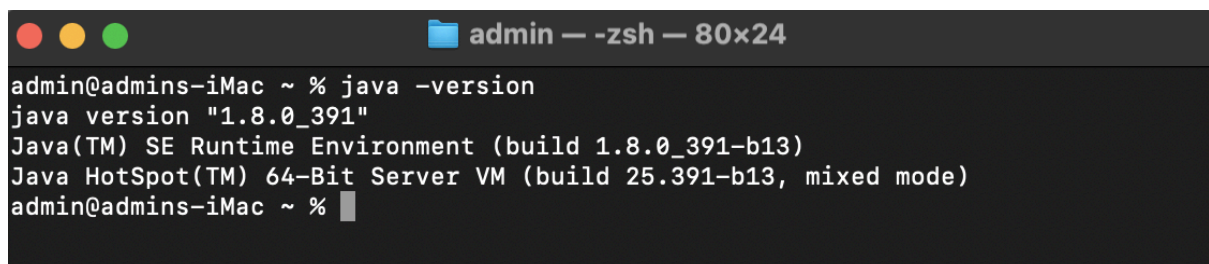 admin — -zsh — 80×24
admin@admins-iMac ~ % java -version
java version "1.8.0_391"
Java(TM) SE Runtime Environment (build 1.8.0_391-b13)
Java HotSpot(TM) 64-Bit Server VM (build 25.391-b13, mixed mode)
admin@admins-iMac ~ %